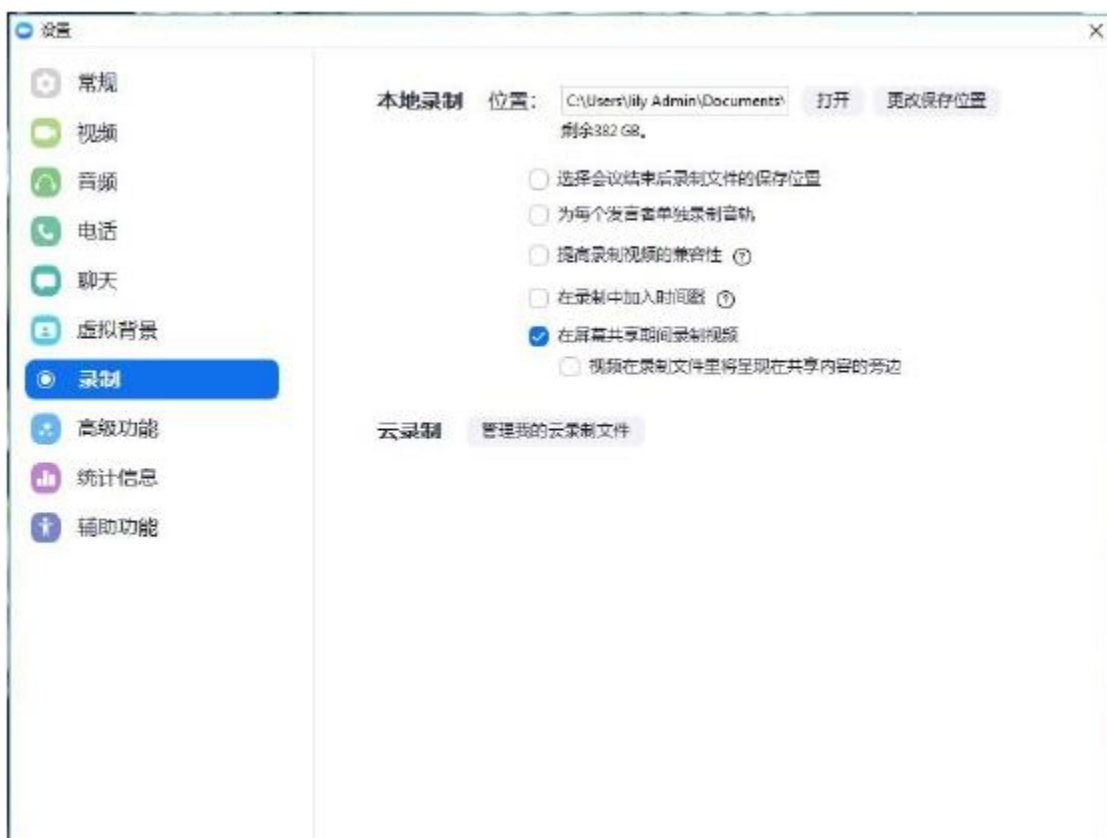 设置
常规
视频
音频
电话
聊天
虚拟背景
录制
高级功能
统计信息
辅助功能
本地录制 位置: C:\Users\lily Admin\Documents\ 打开 更改保存位置
剩余382 GB。
选择会议结束后录制文件的保存位置
为每个发言者单独录制音轨
提高录制视频的兼容性
在录制中加入时间戳
在屏幕共享期间录制视频
视频在录制文件里将呈现在共享内容的旁边
云录制 管理我的云录制文件